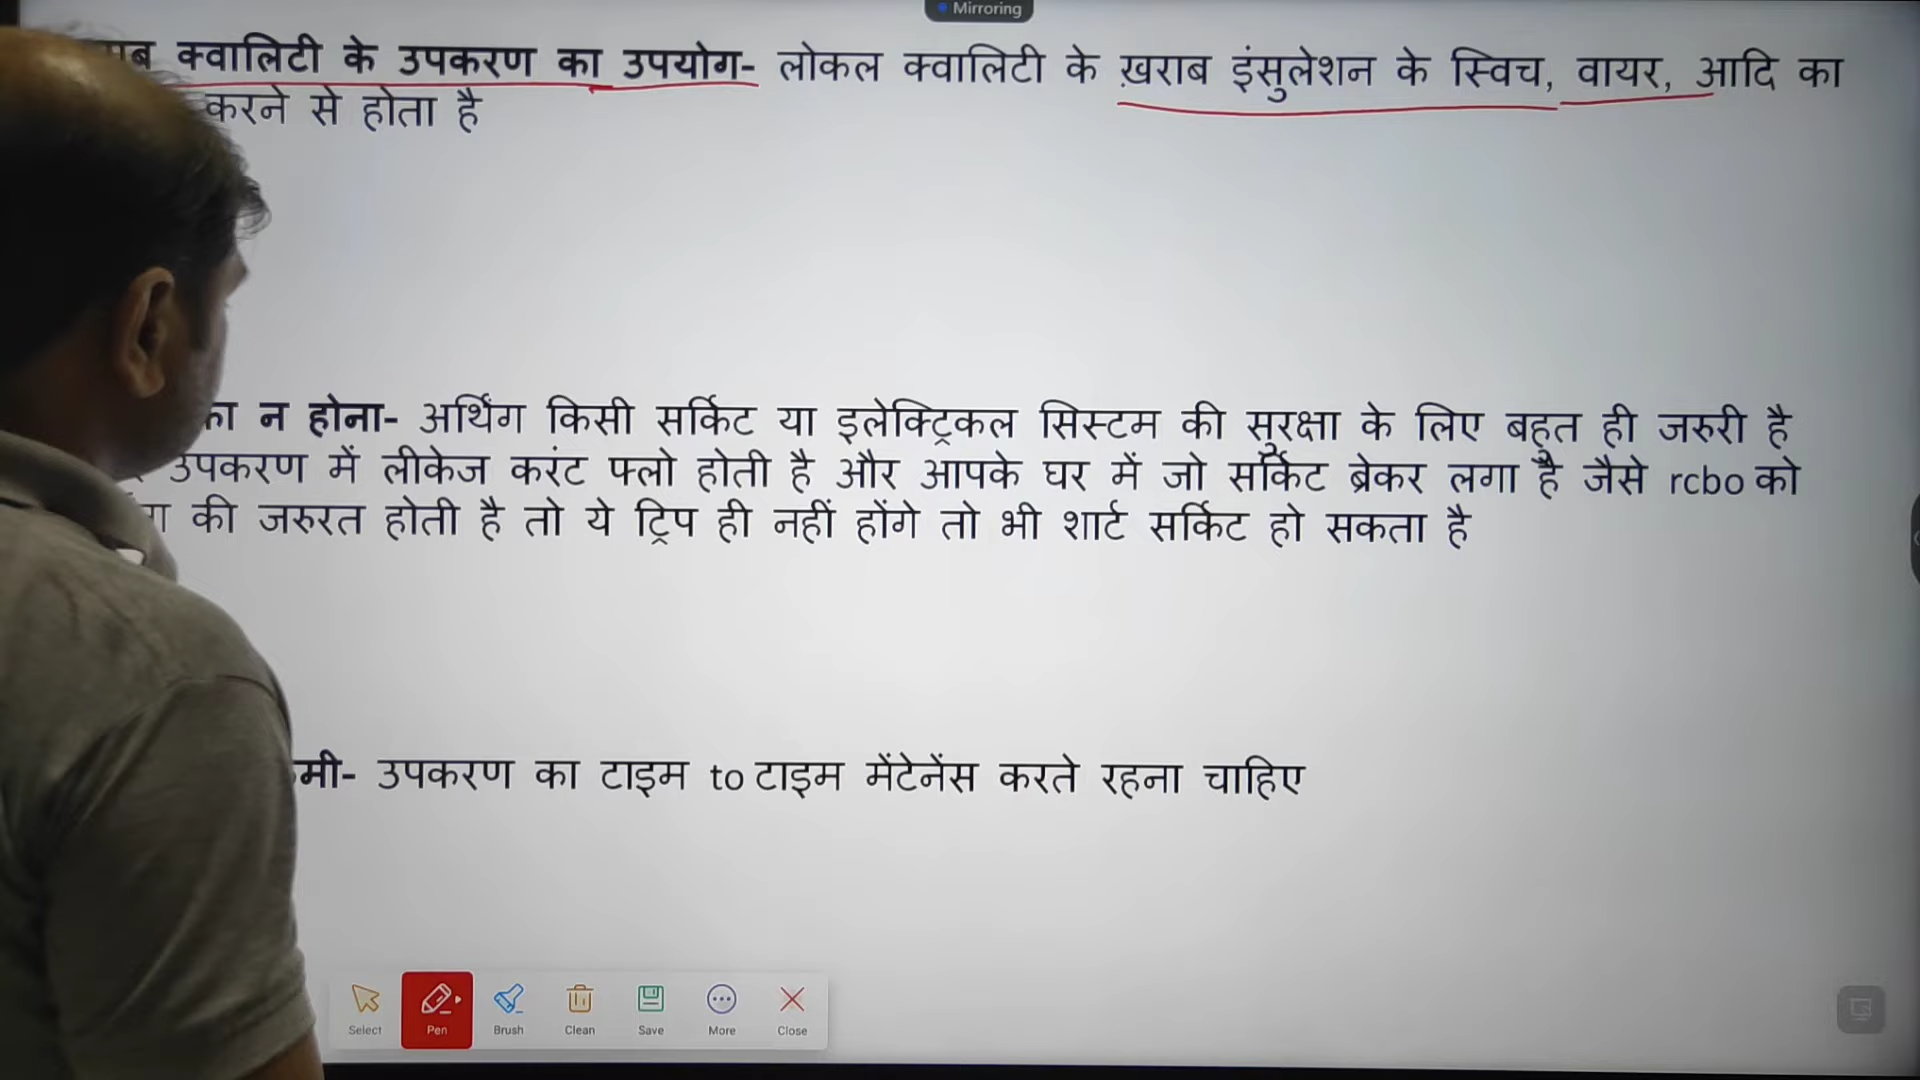 Mirroring
क्वालिटी के उपकरण का उपयोग- लोकल क्वालिटी के ख़राब इंसुलेशन के स्विच, वायर, आदि का
करने से होता है
न होना- अर्थिंग किसी सर्किट या इलेक्ट्रिकल सिस्टम की सुरक्षा के लिए बहुत ही जरुरी है
उपकरण में लीकेज करंट फ्लो होती है और आपके घर में जो सर्किट ब्रेकर लगा है जैसे rcbo को
की जरुरत होती है तो ये ट्रिप ही नहीं होंगे तो भी शार्ट सर्किट हो सकता है
उपकरण का टाइम to टाइम मेंटेनेंस करते रहना चाहिए
Select Pen Brush Clean Save More Close